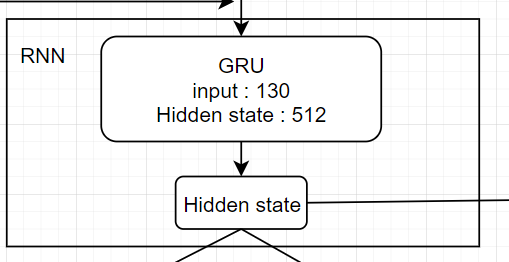 RNN
GRU
input : 130
Hidden state : 512
Hidden state